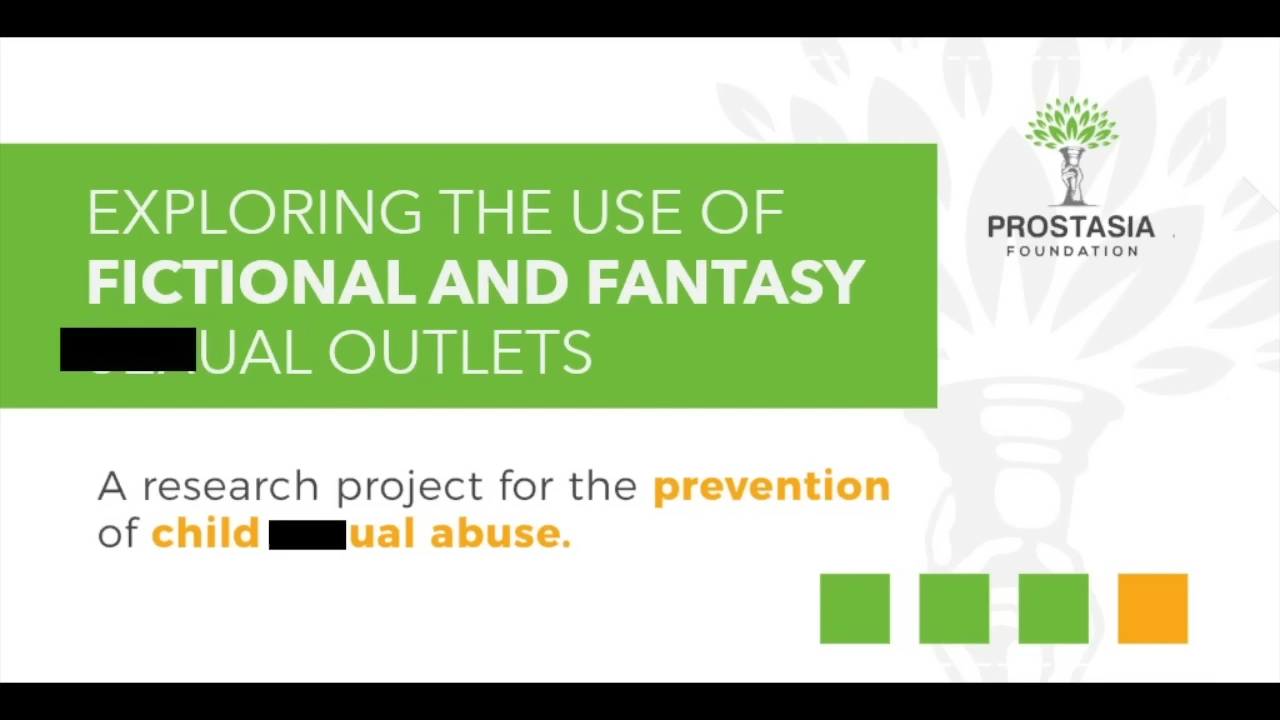 EXPLORING THE USE OF
FICTIONAL AND FANTASY
UAL OUTLETS
A research project for the prevention
of child ual abuse.
PROSTASIA
FOUNDATION